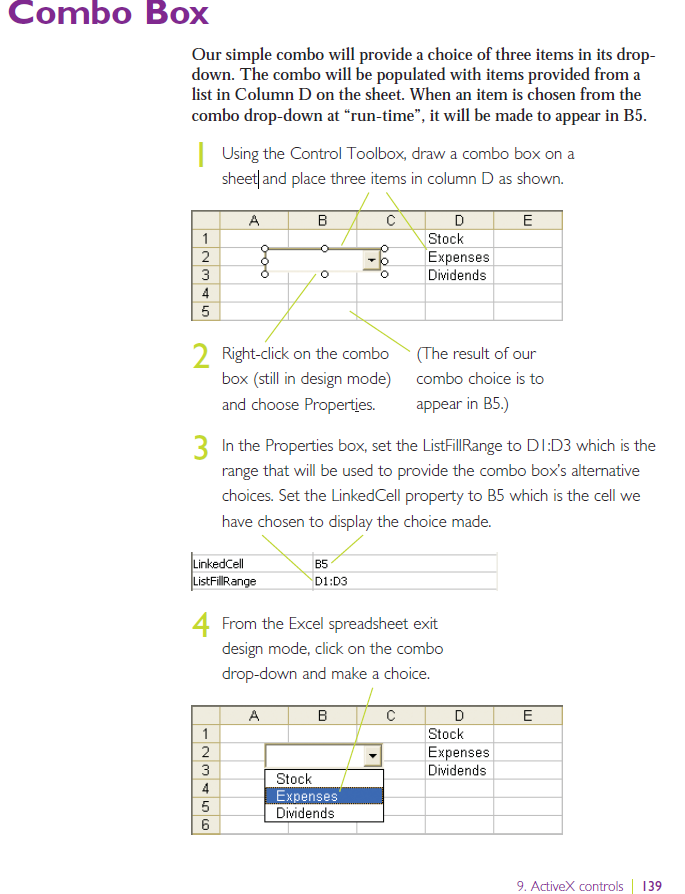 Combo Box
Our simple combo will provide a choice of three items in its drop-
down. The combo will be populated with items provided from a
list in Column D on the sheet. When an item is chosen from the
combo drop-down at “run-time”, it will be made to appear in B5.
1 Using the Control Toolbox, draw a combo box on a
sheet and place three items in column D as shown.
A B C D E
1 Stock
2 Expenses
3 Dividends
4
5
2 Right-click on the combo
box (still in design mode)
and choose Properties.
(The result of our
combo choice is to
appear in B5.)
3 In the Properties box, set the ListFillRange to D1:D3 which is the
range that will be used to provide the combo box’s alternative
choices. Set the LinkedCell property to B5 which is the cell we
have chosen to display the choice made.
LinkedCell B5
ListFillRange D1:D3
4 From the Excel spreadsheet exit
design mode, click on the combo
drop-down and make a choice.
A B C D E
1 Stock
2 Expenses
3 Dividends
4
5
6
Stock
Expenses
Dividends
9. ActiveX controls | 139